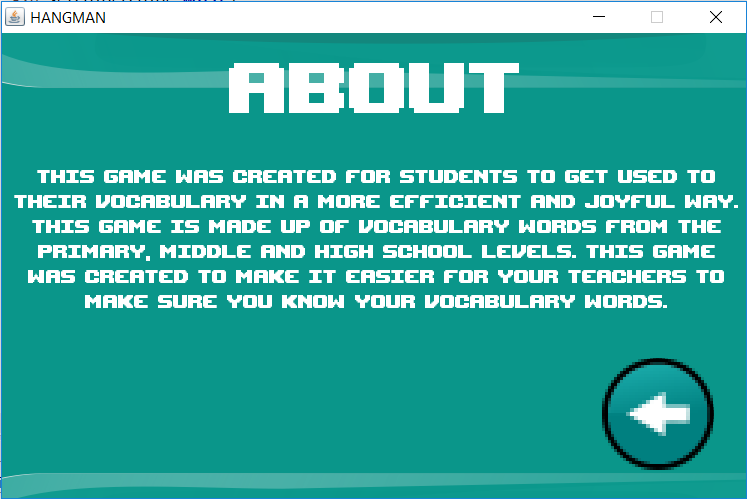 HANGMAN
ABOUT
THIS GAME WAS CREATED FOR STUDENTS TO GET USED TO
THEIR VOCABULARY IN A MORE EFFICIENT AND JOYFUL WAY.
THIS GAME IS MADE UP OF VOCABULARY WORDS FROM THE
PRIMARY, MIDDLE AND HIGH SCHOOL LEVELS. THIS GAME
WAS CREATED TO MAKE IT EASIER FOR YOUR TEACHERS TO
MAKE SURE YOU KNOW YOUR VOCABULARY WORDS.